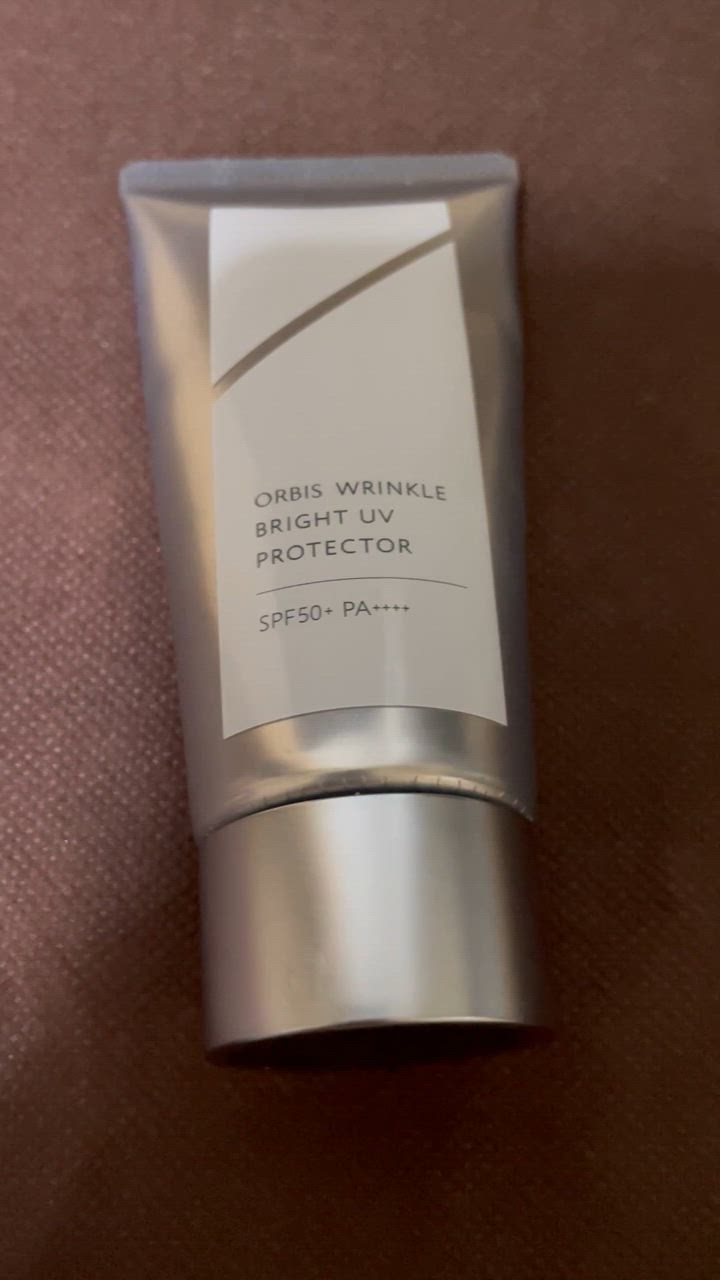 ORBIS WRINKLE
BRIGHT UV
PROTECTOR
SPF50+ PA++++